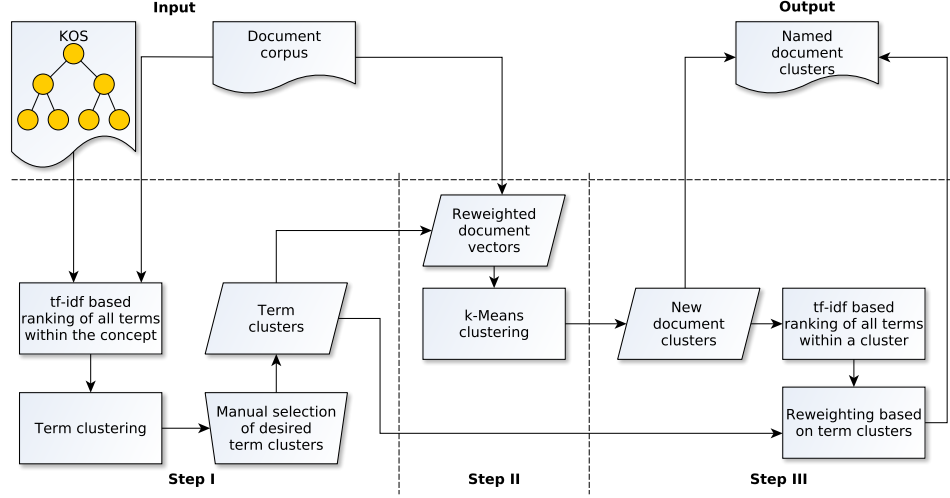 Input
Output
KOS
Document
corpus
Named
document
clusters
Reweighted
document
vectors
tf-idf based
ranking of all terms
within the concept
Term
clusters
k-Means
clustering
New
document
clusters
tf-idf based
ranking of all terms
within a cluster
Term clustering
Manual selection
of desired
term clusters
Reweighting based
on term clusters
Step I
Step II
Step III